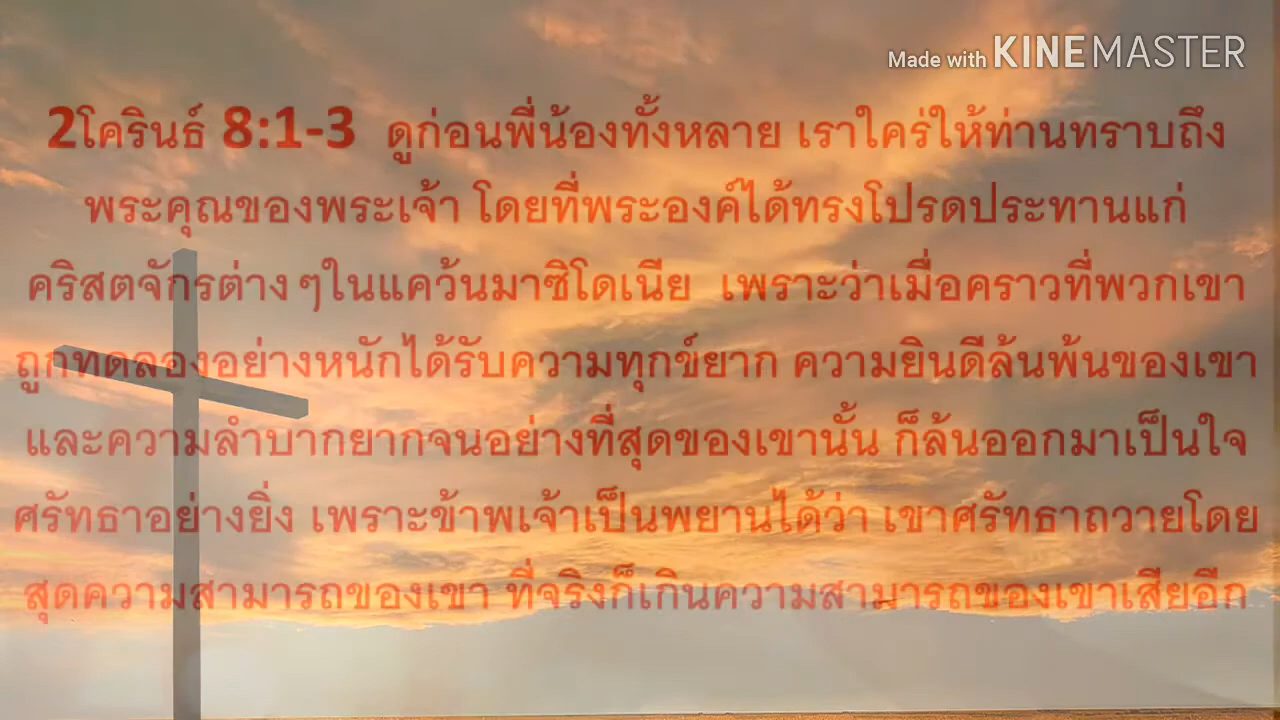 Made with KINEMASTER
2โครินธ์ 8:1-3 ดูก่อนพี่น้องทั้งหลาย เราใคร่ให้ท่านทราบถึง
พระคุณของพระเจ้า โดยที่พระองค์ได้ทรงโปรดประทานแก่
คริสตจักรต่างๆในแคว้นมาซิโดเนีย เพราะว่าเมื่อคราวที่พวกเขา
ถูกทดลองอย่างหนักได้รับความทุกข์ยาก ความยินดีล้นพ้นของเขา
และความลำบากยากจนอย่างที่สุดของเขานั้น ก็ล้นออกมาเป็นใจ
ศรัทธาอย่างยิ่ง เพราะข้าพเจ้าเป็นพยานได้ว่า เขาศรัทธาถวายโดย
สุดความสามารถของเขา ที่จริงก็เกินความสามารถของเขาเสียอีก